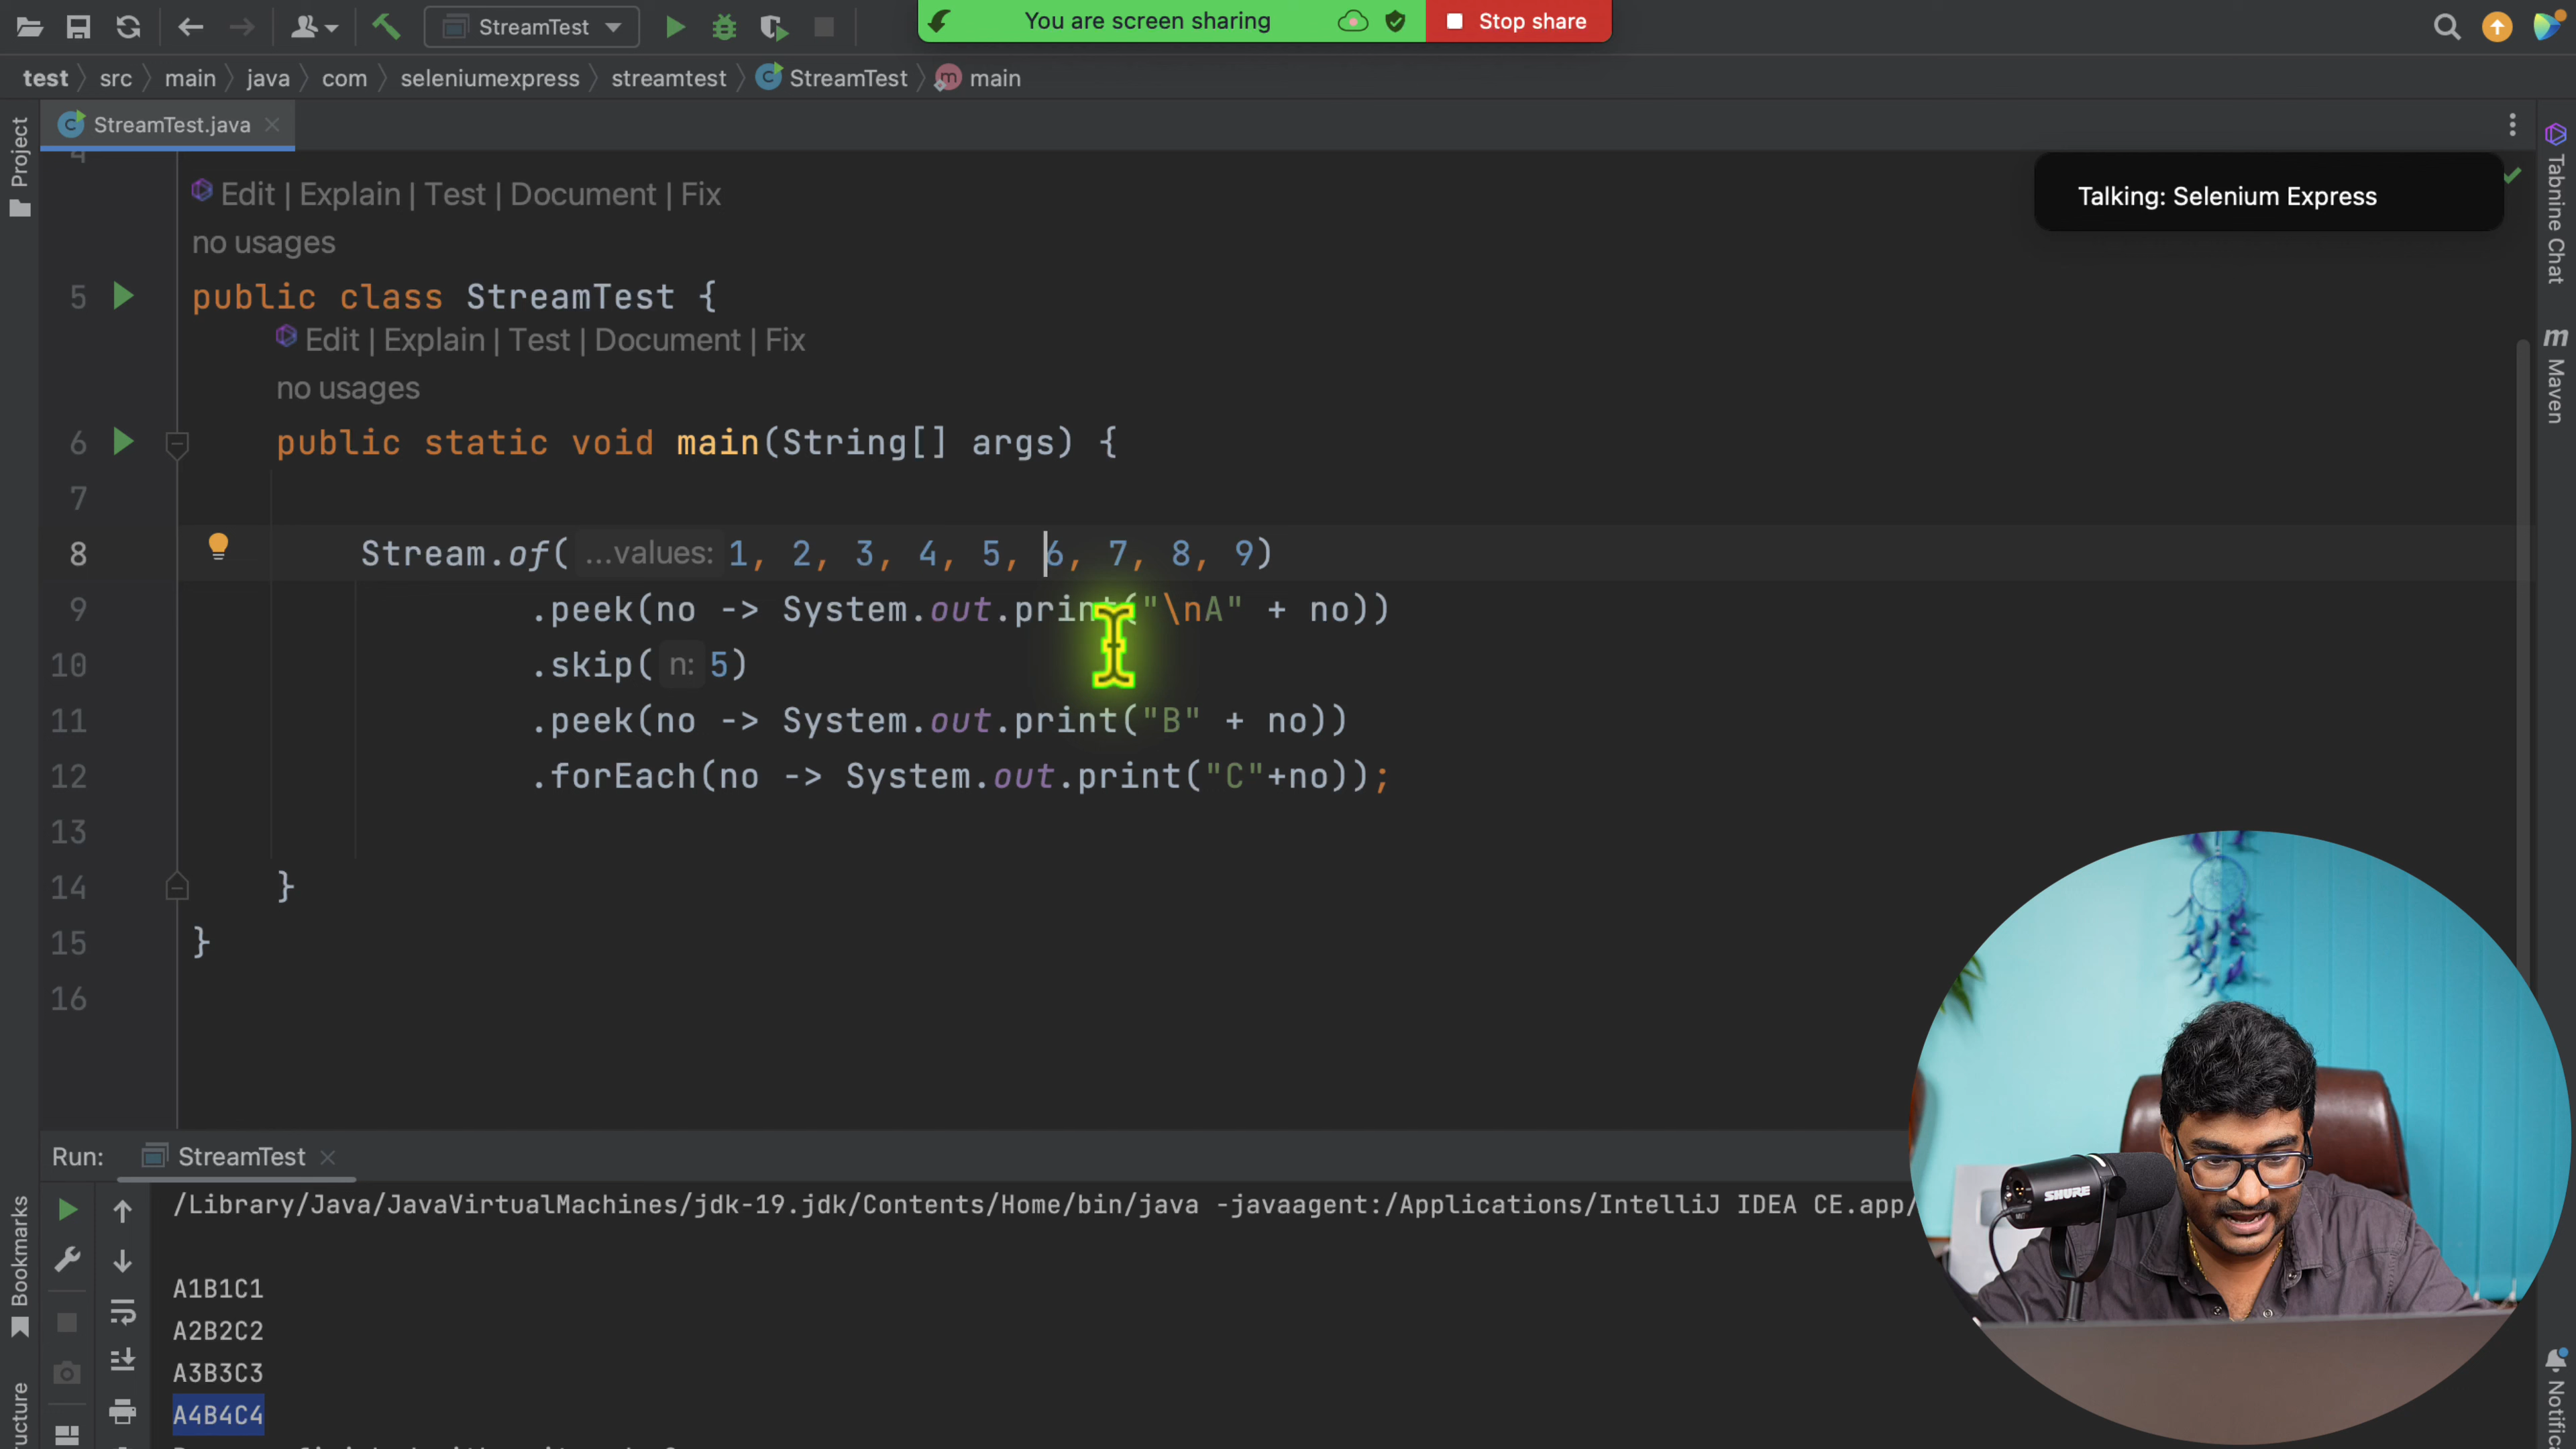 StreamTest
You are screen sharing
Stop share
test
src
main
java
com
seleniumexpress
streamtest
StreamTest
main
StreamTest.java
Talking: Selenium Express
Project
Tabnine Chat
Maven
Bookmarks
4
Edit | Explain | Test | Document | Fix
no usages
5 public class StreamTest {
Edit | Explain | Test | Document | Fix
no usages
6 public static void main(String[] args) {
7
8 Stream.of( ...values: 1, 2, 3, 4, 5, 6, 7, 8, 9)
9 .peek(no -> System.out.print("\nA" + no))
10 .skip( n: 5)
11 .peek(no -> System.out.print("B" + no))
12 .forEach(no -> System.out.print("C"+no));
13
14 }
15 }
16
SHURE
Run: StreamTest
/Library/Java/JavaVirtualMachines/jdk-19.jdk/Contents/Home/bin/java -javaagent:/Applications/IntelliJ IDEA CE.app/
A1B1C1
A2B2C2
A3B3C3
A4B4C4